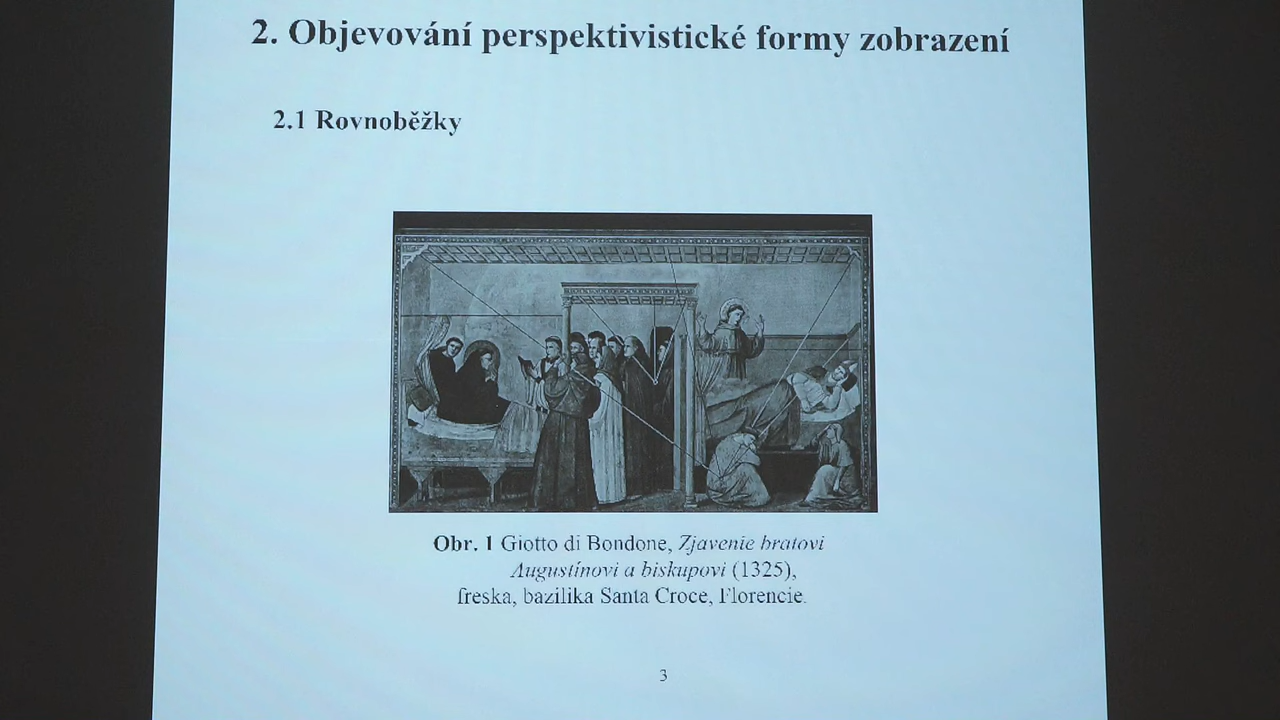 2. Objevování perspektivistické formy zobrazení
2.1 Rovnoběžky
Obr. 1 Giotto di Bondone, Zjavenie bratovi
Augustínovi a biskupovi (1325),
freska, bazilika Santa Croce, Florencie.
3